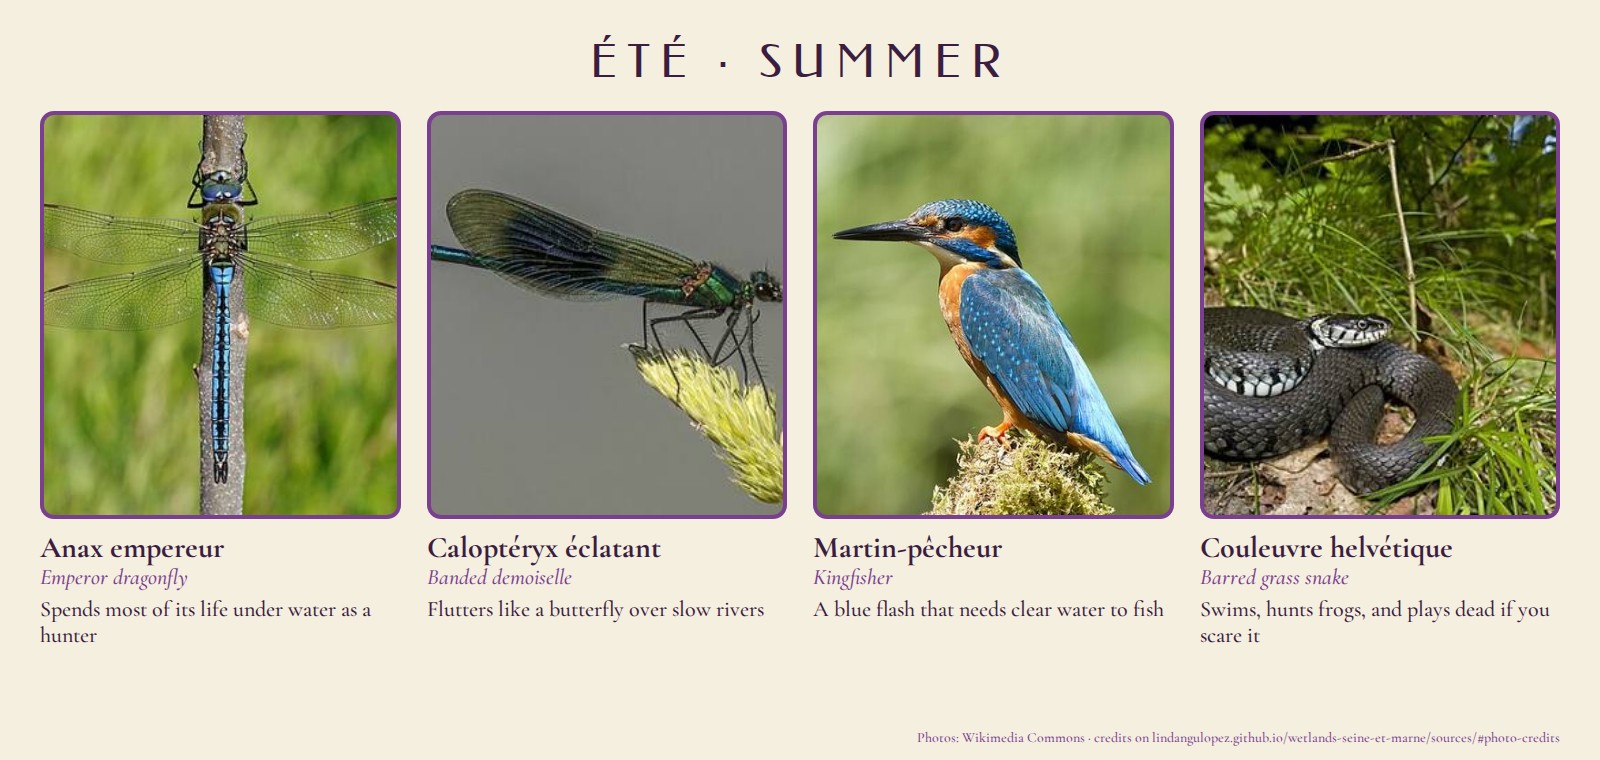 ÉTÉ · SUMMER
Anax empereur
Emperor dragonfly
Spends most of its life under water as a
hunter
Caloptéryx éclatant
Banded demoiselle
Flutters like a butterfly over slow rivers
Martin-pêcheur
Kingfisher
A blue flash that needs clear water to fish
Couleuvre helvétique
Barred grass snake
Swims, hunts frogs, and plays dead if you
scare it
Photos: Wikimedia Commons · credits on lindangulopez.github.io/wetlands-seine-et-marne/sources/#photo-credits